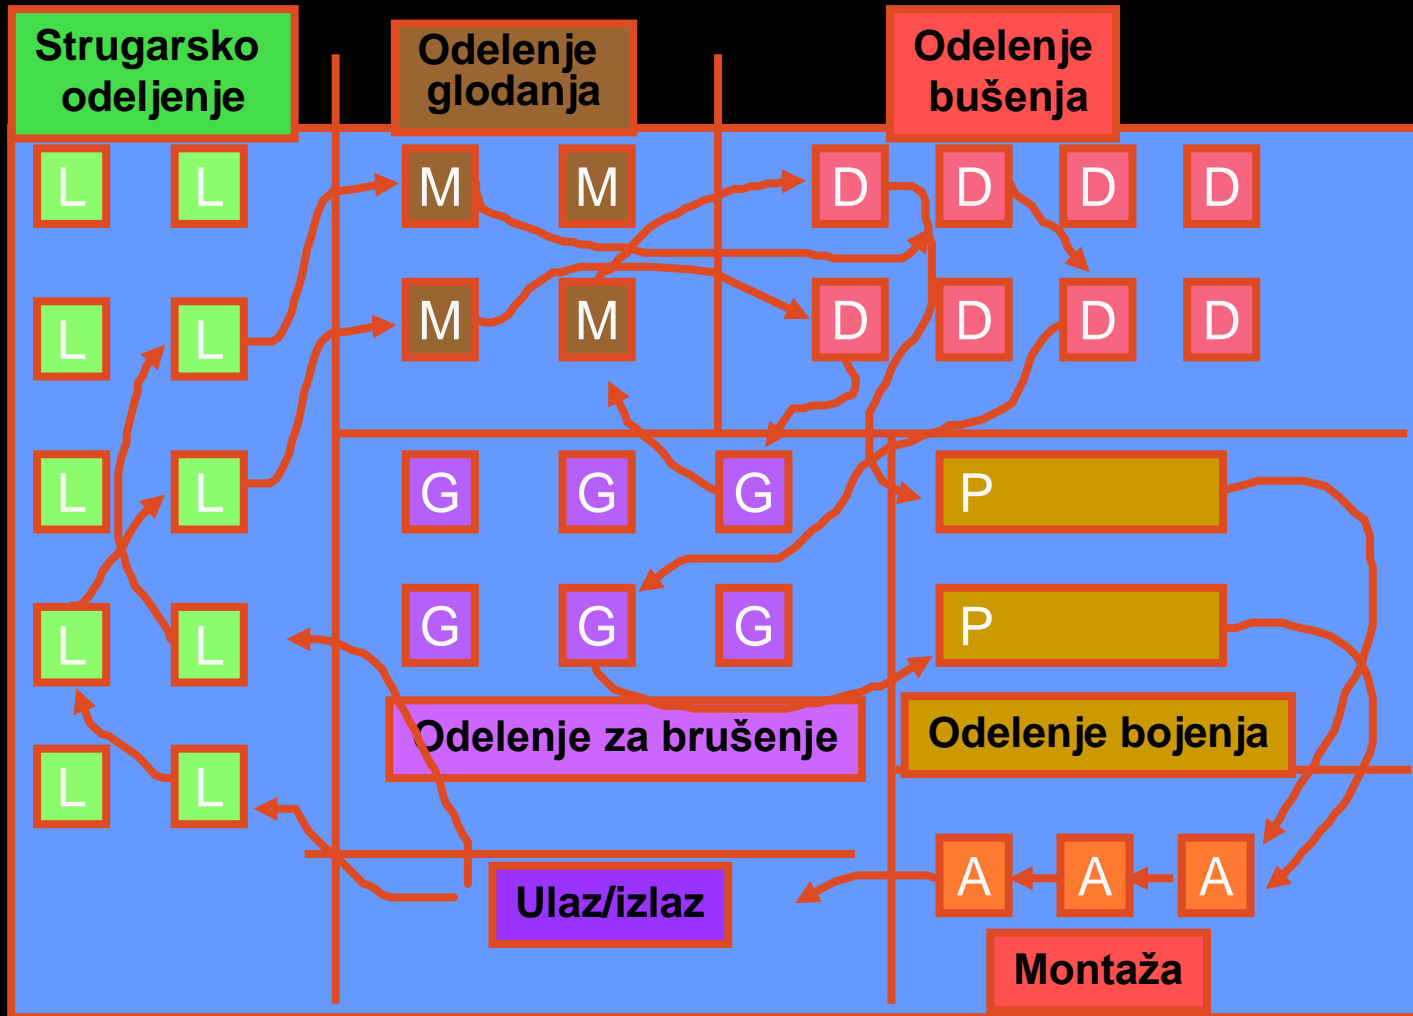 Strugarsko
odeljenje
Odelenje
glodanja
Odelenje
bušenja
L L M M D D D D
L L M M D D D D
L L G G G P
L L G G G P
Odelenje za brušenje Odelenje bojenja
L L
A A A
Ulaz/izlaz
Montaža